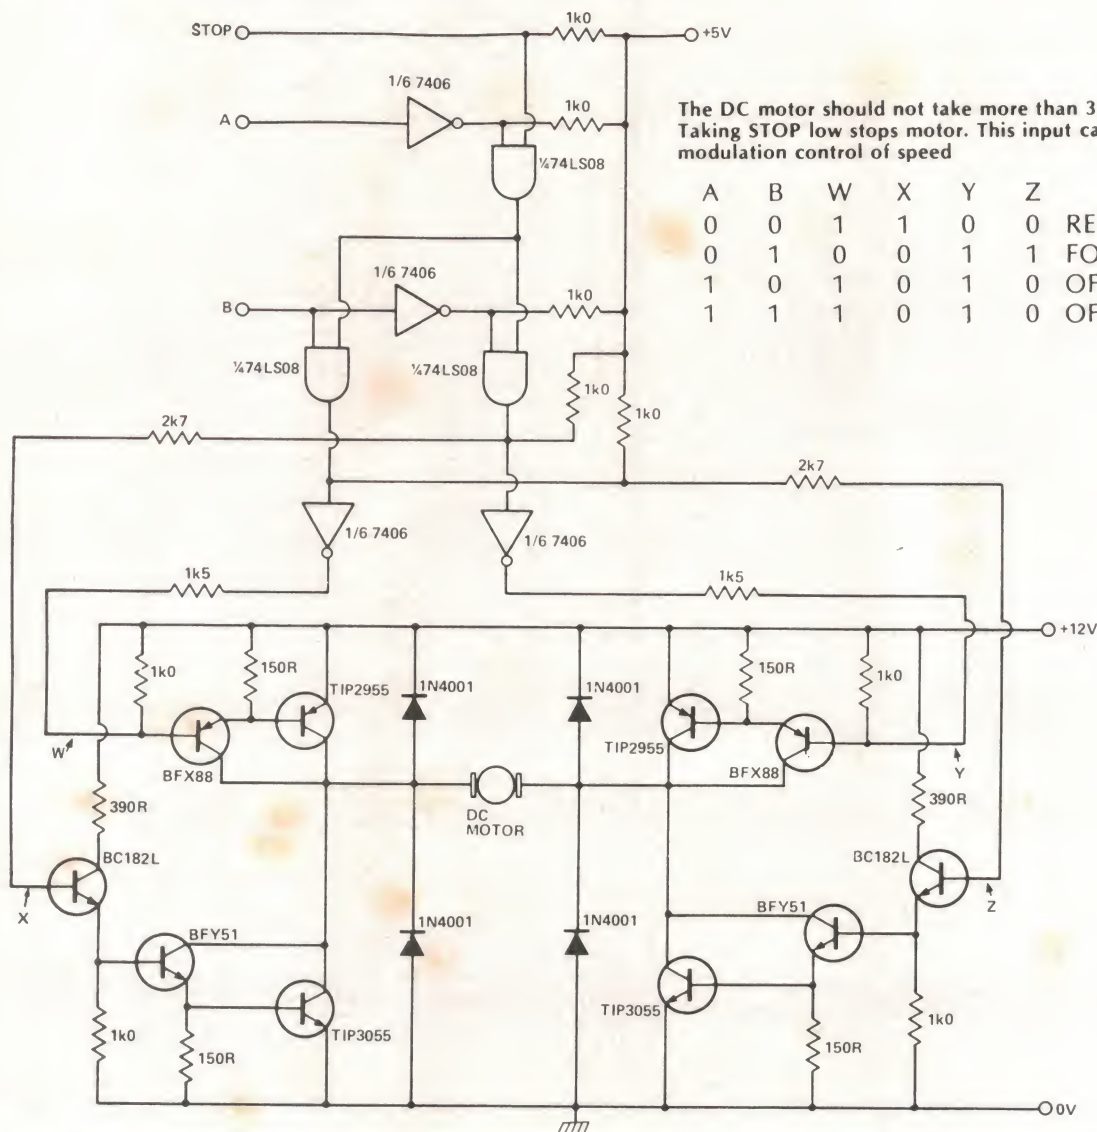 1k0
STOP
+5V
1/6 7406
1k0
A
The DC motor should not take more than 3
Taking STOP low stops motor. This input ca
modulation control of speed
¼74LS08
A B W X Y Z
0 0 1 1 0 0 RE
0 1 0 0 1 1 FO
1 0 1 0 1 0 OF
1 1 1 0 1 0 OF
1/6 7406
1k0
B
¼74LS08
¼74LS08
1k0
1k0
2k7
2k7
1/6 7406
1/6 7406
1k5
1k5
+12V
1k0
150R
TIP2955
1N4001
1N4001
150R
1k0
W
BFX88
TIP2955
BFX88
Y
DC
MOTOR
390R
390R
BC182L
BC182L
X
Z
BFY51
1N4001
1N4001
BFY51
TIP3055
TIP3055
1k0
150R
150R
1k0
0V